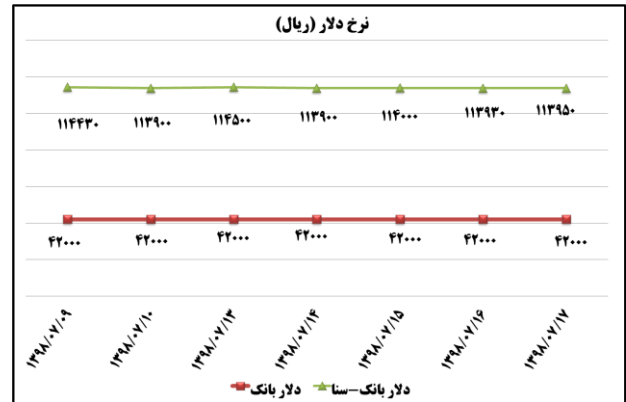 نرخ دلار (ریال)
۱۱۴۴۳۰ ۱۱۳۹۰۰ ۱۱۴۵۰۰ ۱۱۳۹۰۰ ۱۱۴۰۰۰ ۱۱۳۹۳۰ ۱۱۳۹۵۰
۴۲۰۰۰ ۴۲۰۰۰ ۴۲۰۰۰ ۴۲۰۰۰ ۴۲۰۰۰ ۴۲۰۰۰ ۴۲۰۰۰
۱۳۹۸/۰۷/۰۹ ۱۳۹۸/۰۷/۱۰ ۱۳۹۸/۰۷/۱۳ ۱۳۹۸/۰۷/۱۴ ۱۳۹۸/۰۷/۱۵ ۱۳۹۸/۰۷/۱۶ ۱۳۹۸/۰۷/۱۷
دلار بانک-سنا دلار بانک